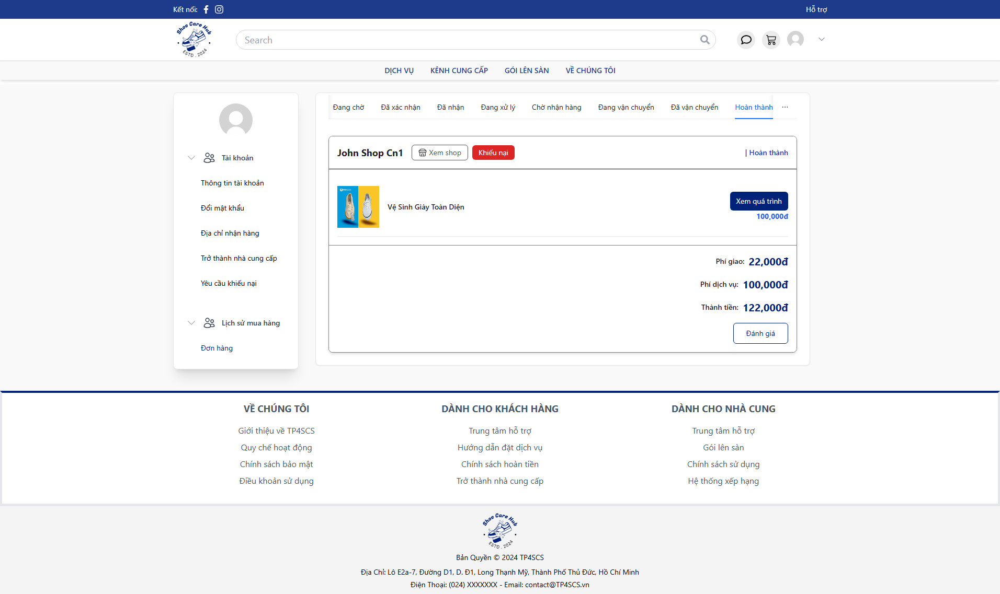 Kết nối:
Hỗ trợ
Shoe Care Hub
ESTD . 2024
Search
DỊCH VỤ
KÊNH CUNG CẤP
GÓI LÊN SÀN
VỀ CHÚNG TÔI
Tài khoản
Thông tin tài khoản
Đổi mật khẩu
Địa chỉ nhận hàng
Trở thành nhà cung cấp
Yêu cầu khiếu nại
Lịch sử mua hàng
Đơn hàng
Đang chờ
Đã xác nhận
Đã nhận
Đang xử lý
Chờ nhận hàng
Đang vận chuyển
Đã vận chuyển
Hoàn thành
···
John Shop Cn1
Xem shop
Khiếu nại
| Hoàn thành
Vệ Sinh Giày Toàn Diện
Xem quá trình
100,000đ
Phí giao: 22,000đ
Phí dịch vụ: 100,000đ
Thành tiền: 122,000đ
Đánh giá
VỀ CHÚNG TÔI
Giới thiệu về TP4SCS
Quy chế hoạt động
Chính sách bảo mật
Điều khoản sử dụng
DÀNH CHO KHÁCH HÀNG
Trung tâm hỗ trợ
Hướng dẫn đặt dịch vụ
Chính sách hoàn tiền
Trở thành nhà cung cấp
DÀNH CHO NHÀ CUNG
Trung tâm hỗ trợ
Gói lên sàn
Chính sách sử dụng
Hệ thống xếp hạng
Shoe Care Hub
ESTD . 2024
Bản Quyền © 2024 TP4SCS
Địa Chỉ: Lô E2a-7, Đường D1, D. Đ1, Long Thạnh Mỹ, Thành Phố Thủ Đức, Hồ Chí Minh
Điện Thoại: (024) XXXXXXX - Email: contact@TP4SCS.vn